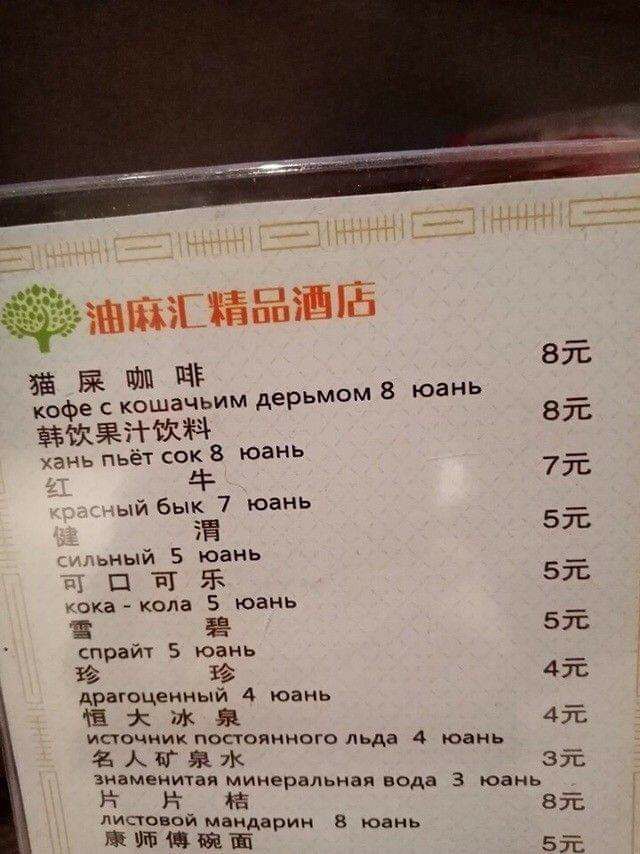 油麻汇精品酒店
猫屎咖啡 8元
кофе с кошачьим дерьмом 8 юань
韩饮果汁饮料 8元
хань пьёт сок 8 юань
红牛 7元
красный бык 7 юань
健渭 5元
сильный 5 юань
可口可乐 5元
кока - кола 5 юань
雪碧 5元
спрайт 5 юань
珍珍 4元
драгоценный 4 юань
恒大冰泉 4元
источник постоянного льда 4 юань
名人矿泉水 3元
знаменитая минеральная вода 3 юань
片片桔 8元
листовой мандарин 8 юань
康师傅碗面 5元